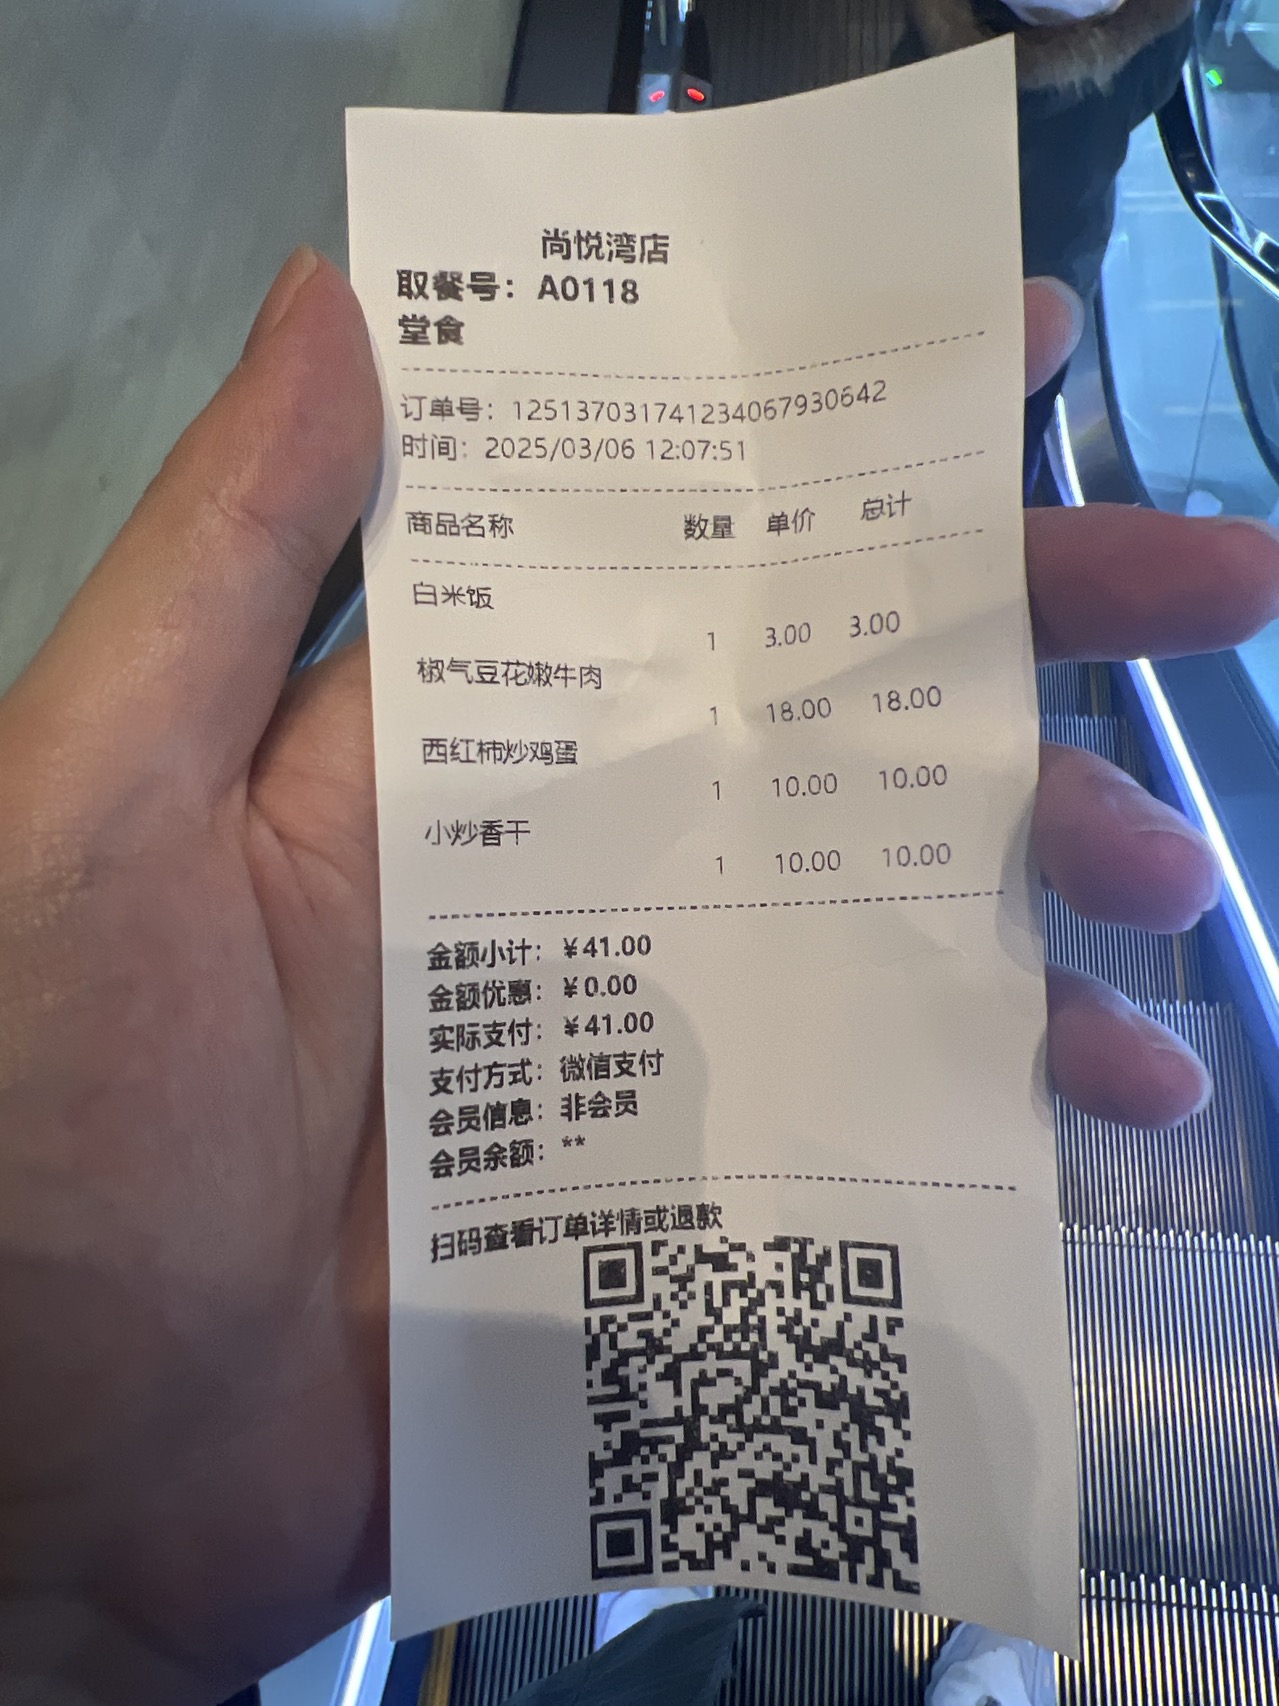 尚悦湾店
取餐号：A0118
堂食
订单号：125137031741234067930642
时间：2025/03/06 12:07:51
商品名称 数量 单价 总计
白米饭
1 3.00 3.00
椒气豆花嫩牛肉
1 18.00 18.00
西红柿炒鸡蛋
1 10.00 10.00
小炒香干
1 10.00 10.00
金额小计：¥41.00
金额优惠：¥0.00
实际支付：¥41.00
支付方式：微信支付
会员信息：非会员
会员余额：**
扫码查看订单详情或退款